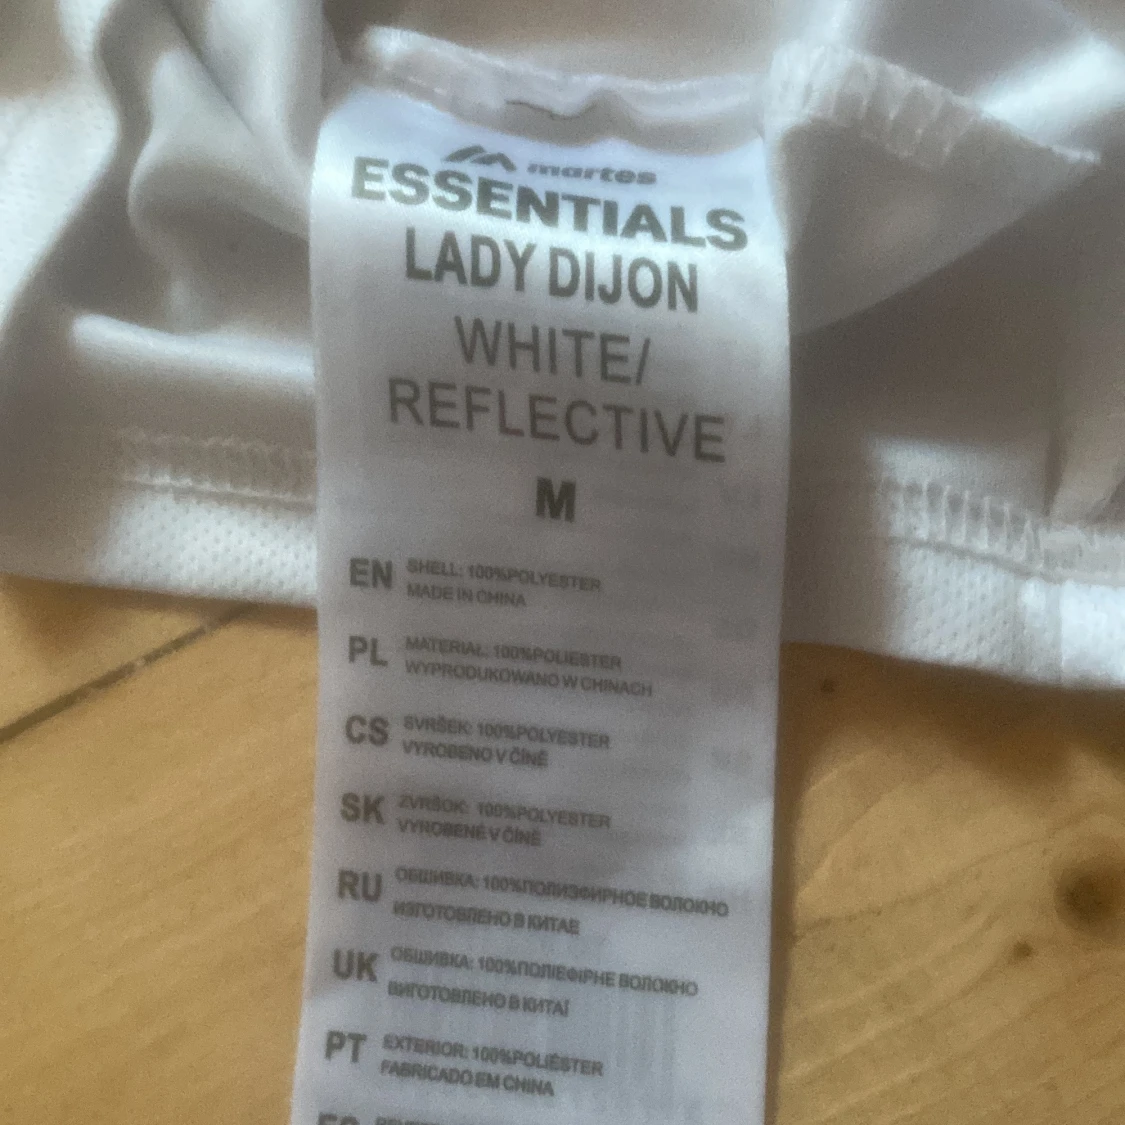 martes
ESSENTIALS
LADY DIJON
WHITE/
REFLECTIVE
M
EN SHELL: 100%POLYESTER
MADE IN CHINA
PL MATERIAŁ: 100%POLIESTER
WYPRODUKOWANO W CHINACH
CS SVRŠEK: 100%POLYESTER
VYROBENO V ČÍNĚ
SK ZVRŠOK: 100%POLYESTER
VYROBENÉ V ČÍNE
RU ОБШИВКА: 100%ПОЛИЭФИРНОЕ ВОЛОКНО
ИЗГОТОВЛЕНО В КИТАЕ
UK ОБШИВКА: 100%ПОЛІЕФІРНЕ ВОЛОКНО
ВИГОТОВЛЕНО В КИТАЇ
PT EXTERIOR: 100%POLIÉSTER
FABRICADO EM CHINA